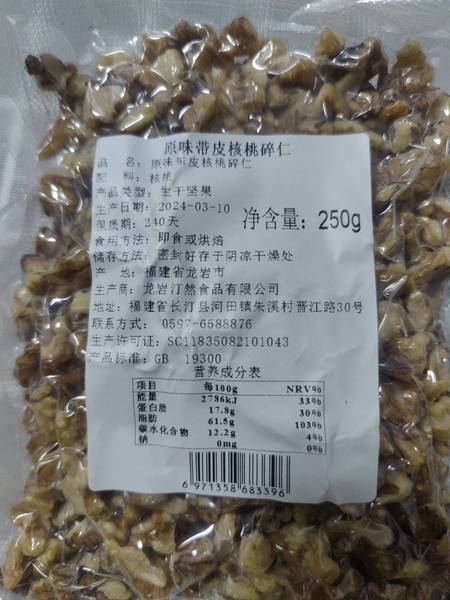 原味带皮核桃碎仁
品  名：原味带皮核桃碎仁
配  料：核桃
产品类型：生干坚果
生产日期：2024-03-10
保质期：240天
净含量：250g
食用方法：即食或烘焙
储存方法：密封好存于阴凉干燥处
产  地：福建省龙岩市
生产商：龙岩汀然食品有限公司
地址：福建省长汀县河田镇朱溪村晋江路30号
联系方式： 0597-6588876
生产许可证：SC11835082101043
产品标准：GB 19300
营养成分表
项目 每100g NRV%
能量 2786kJ 33%
蛋白质 17.8g 30%
脂肪 61.5g 103%
碳水化合物 12.2g 4%
钠 0mg 0%
6971358683396